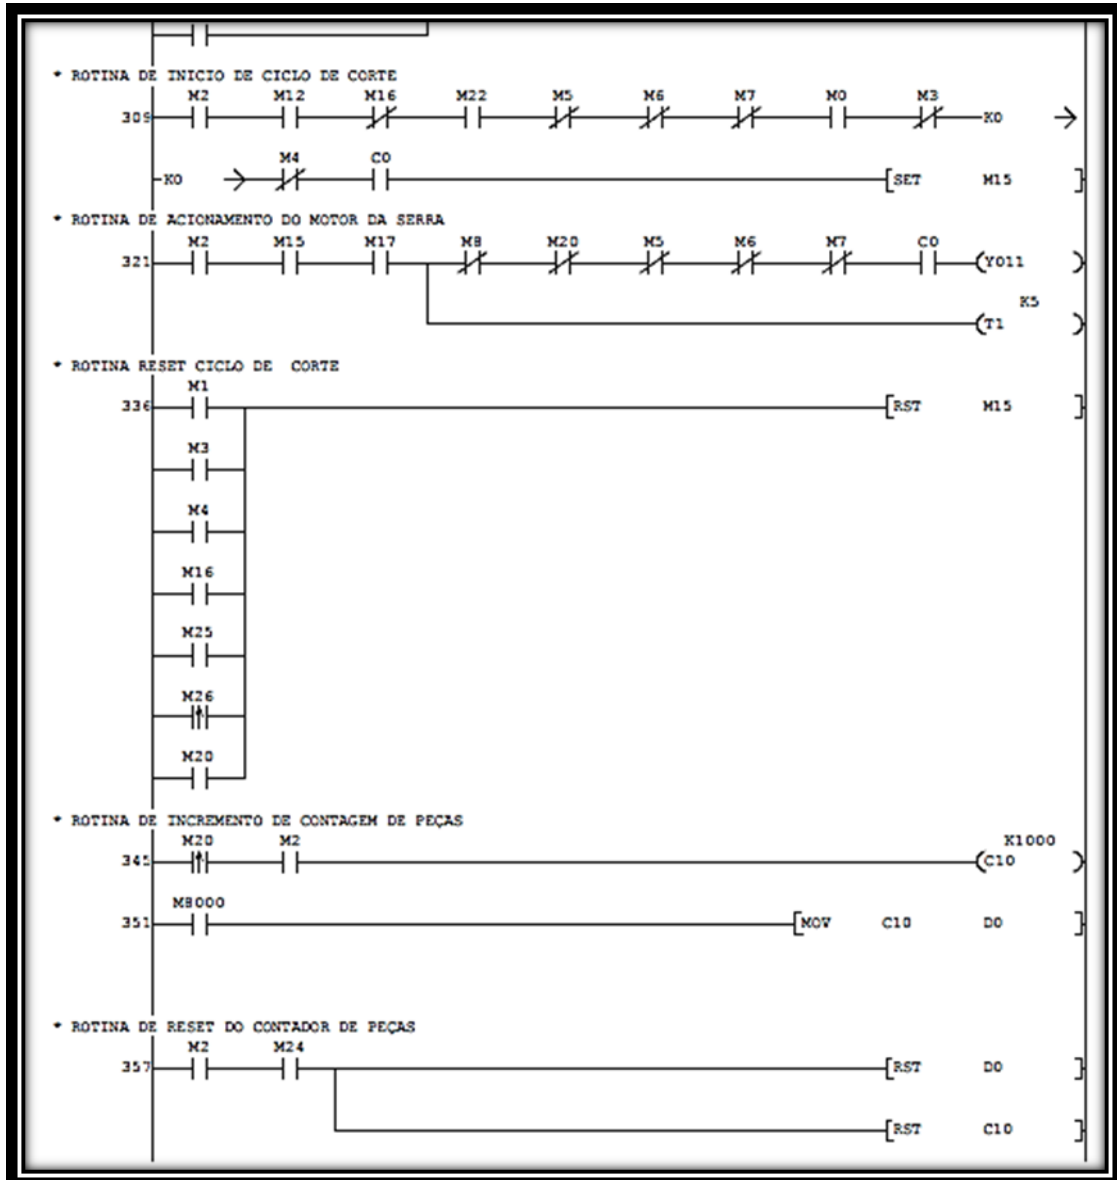 * ROTINA DE INICIO DE CICLO DE CORTE
M2 M12 M16 M22 M5 M6 M7 M0 M3
309 K0
M4 C0
K0 SET M15
* ROTINA DE ACIONAMENTO DO MOTOR DA SERRA
M2 M15 M17 M8 M20 M5 M6 M7 C0
321 Y011
K5
T1
* ROTINA RESET CICLO DE CORTE
M1
336 RST M15
M3
M4
M16
M25
M26
M20
* ROTINA DE INCREMENTO DE CONTAGEM DE PEÇAS
M20 M2 K1000
345 C10
M8000
351 MOV C10 D0
* ROTINA DE RESET DO CONTADOR DE PEÇAS
M2 M24
357 RST D0
RST C10